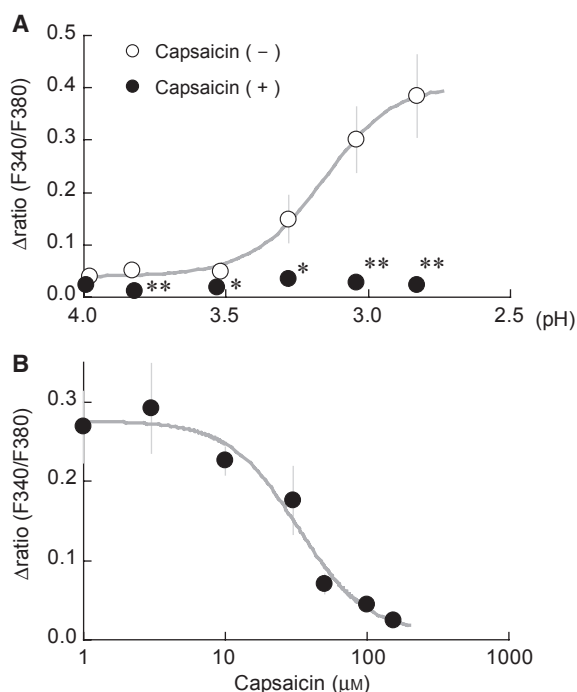 A
Capsaicin ( − )
Capsaicin ( + )
Δratio (F340/F380)
0.5
0.4
0.3
0.2
0.1
0.0
** * * ** **
4.0 3.5 3.0 2.5 (pH)
B
Δratio (F340/F380)
0.3
0.2
0.1
0.0
1 10 100 1000
Capsaicin (μM)